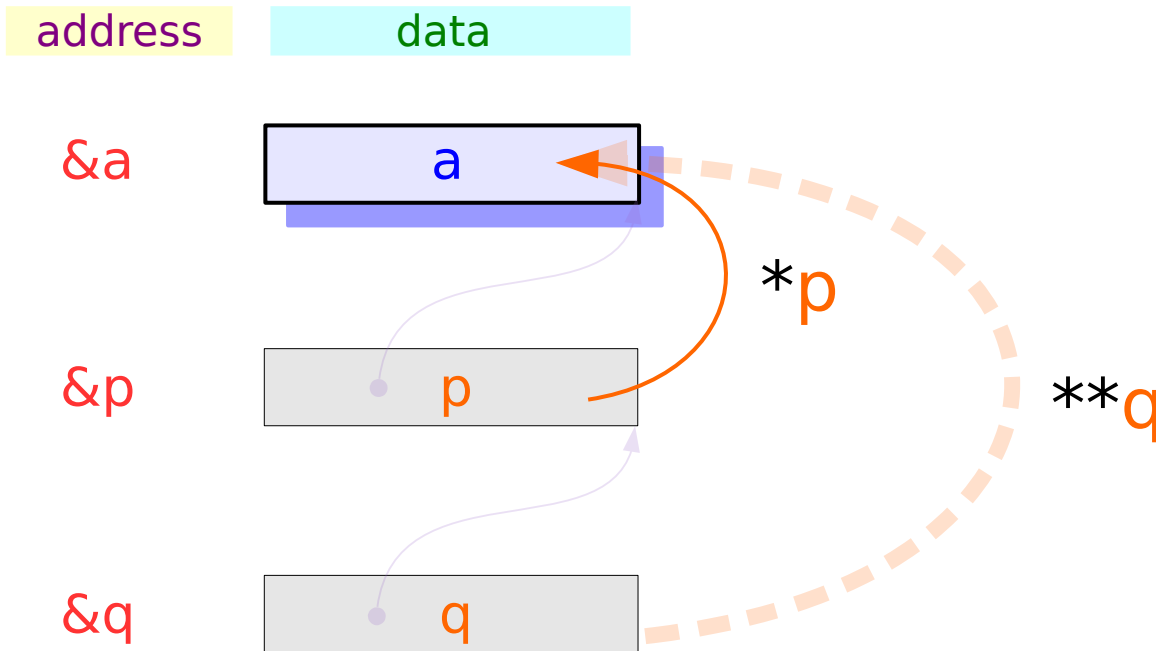 address data
&a a
*p
&p p
**q
&q q